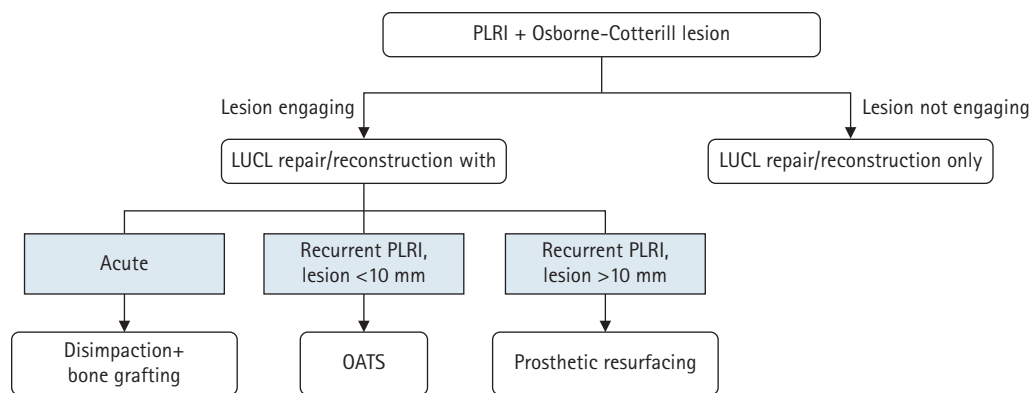 PLRI + Osborne-Cotterill lesion
Lesion engaging
Lesion not engaging
LUCL repair/reconstruction with
LUCL repair/reconstruction only
Acute
Recurrent PLRI,
lesion <10 mm
Recurrent PLRI,
lesion >10 mm
Disimpaction+
bone grafting
OATS
Prosthetic resurfacing